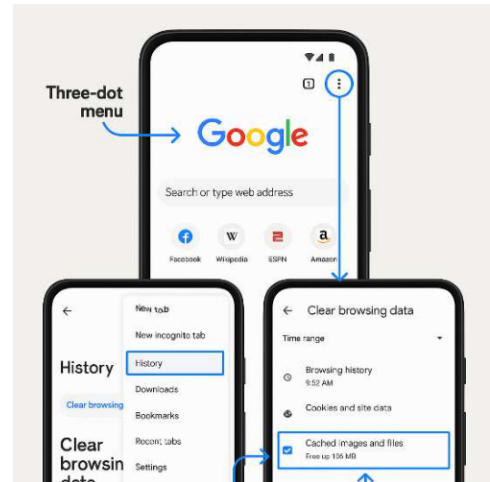 Three-dot
menu
1
Google
Search or type web address
W
a
Facebook
Wikipedia
ESPN
Amazon
New tab
New incognito tab
History
Downloads
Bookmarks
Recent tabs
Settings
History
Clear browsing
Clear
browsin
data
Clear browsing data
Time range
Browsing history
9:52 AM
Cookies and site data
Cached images and files
Free up 106 MB